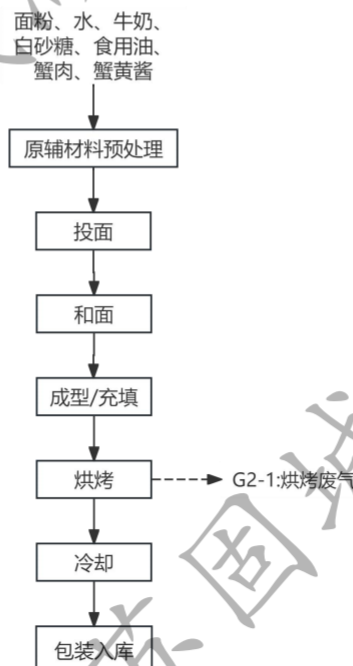 面粉、水、牛奶、
白砂糖、食用油、
蟹肉、蟹黄酱
原辅材料预处理
投面
和面
成型/充填
烘烤
G2-1:烘烤废气
冷却
包装入库